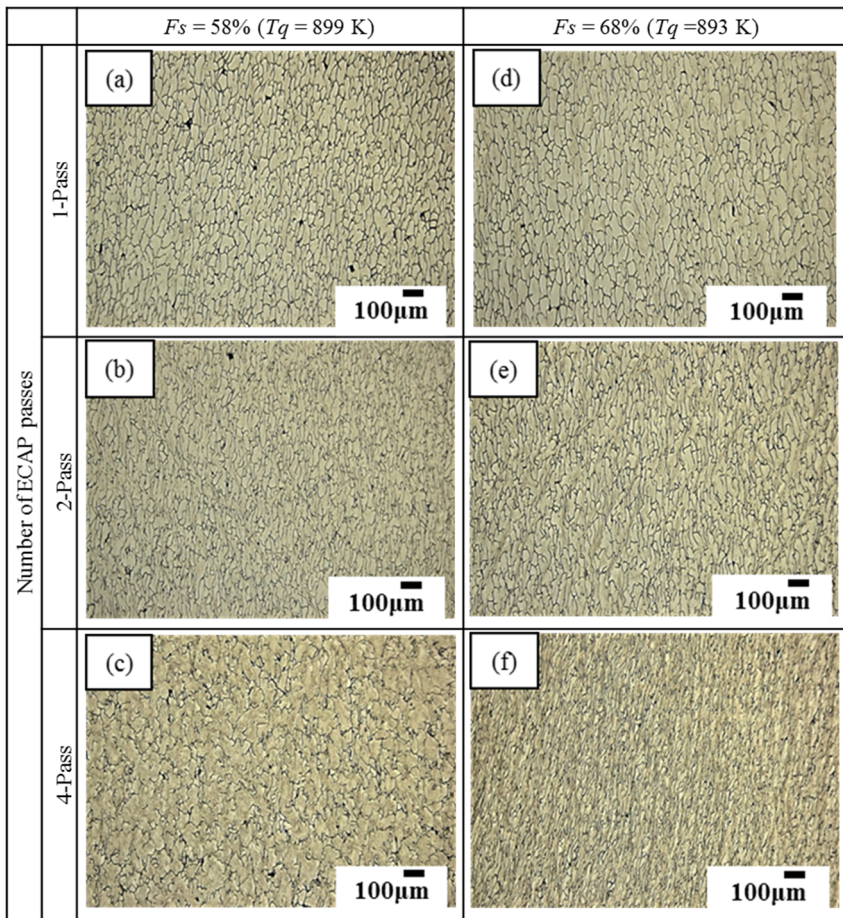 Fs = 58% (Tq = 899 K)
Fs = 68% (Tq =893 K)
Number of ECAP passes
1-Pass
(a)
100μm
(d)
100μm
2-Pass
(b)
100μm
(e)
100μm
4-Pass
(c)
100μm
(f)
100μm